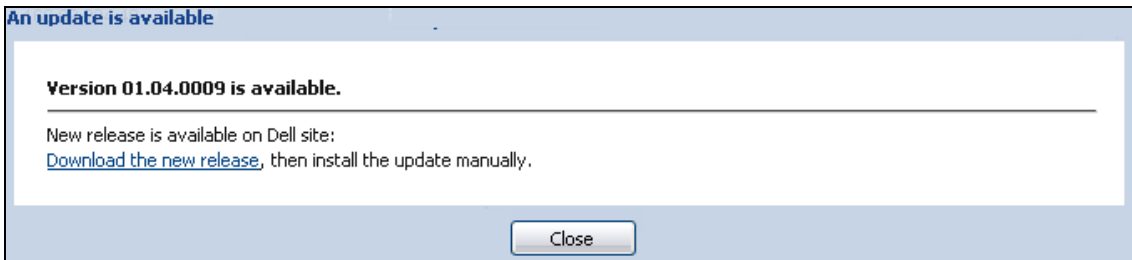 An update is available
Version 01.04.0009 is available.
New release is available on Dell site:
Download the new release, then install the update manually.
Close